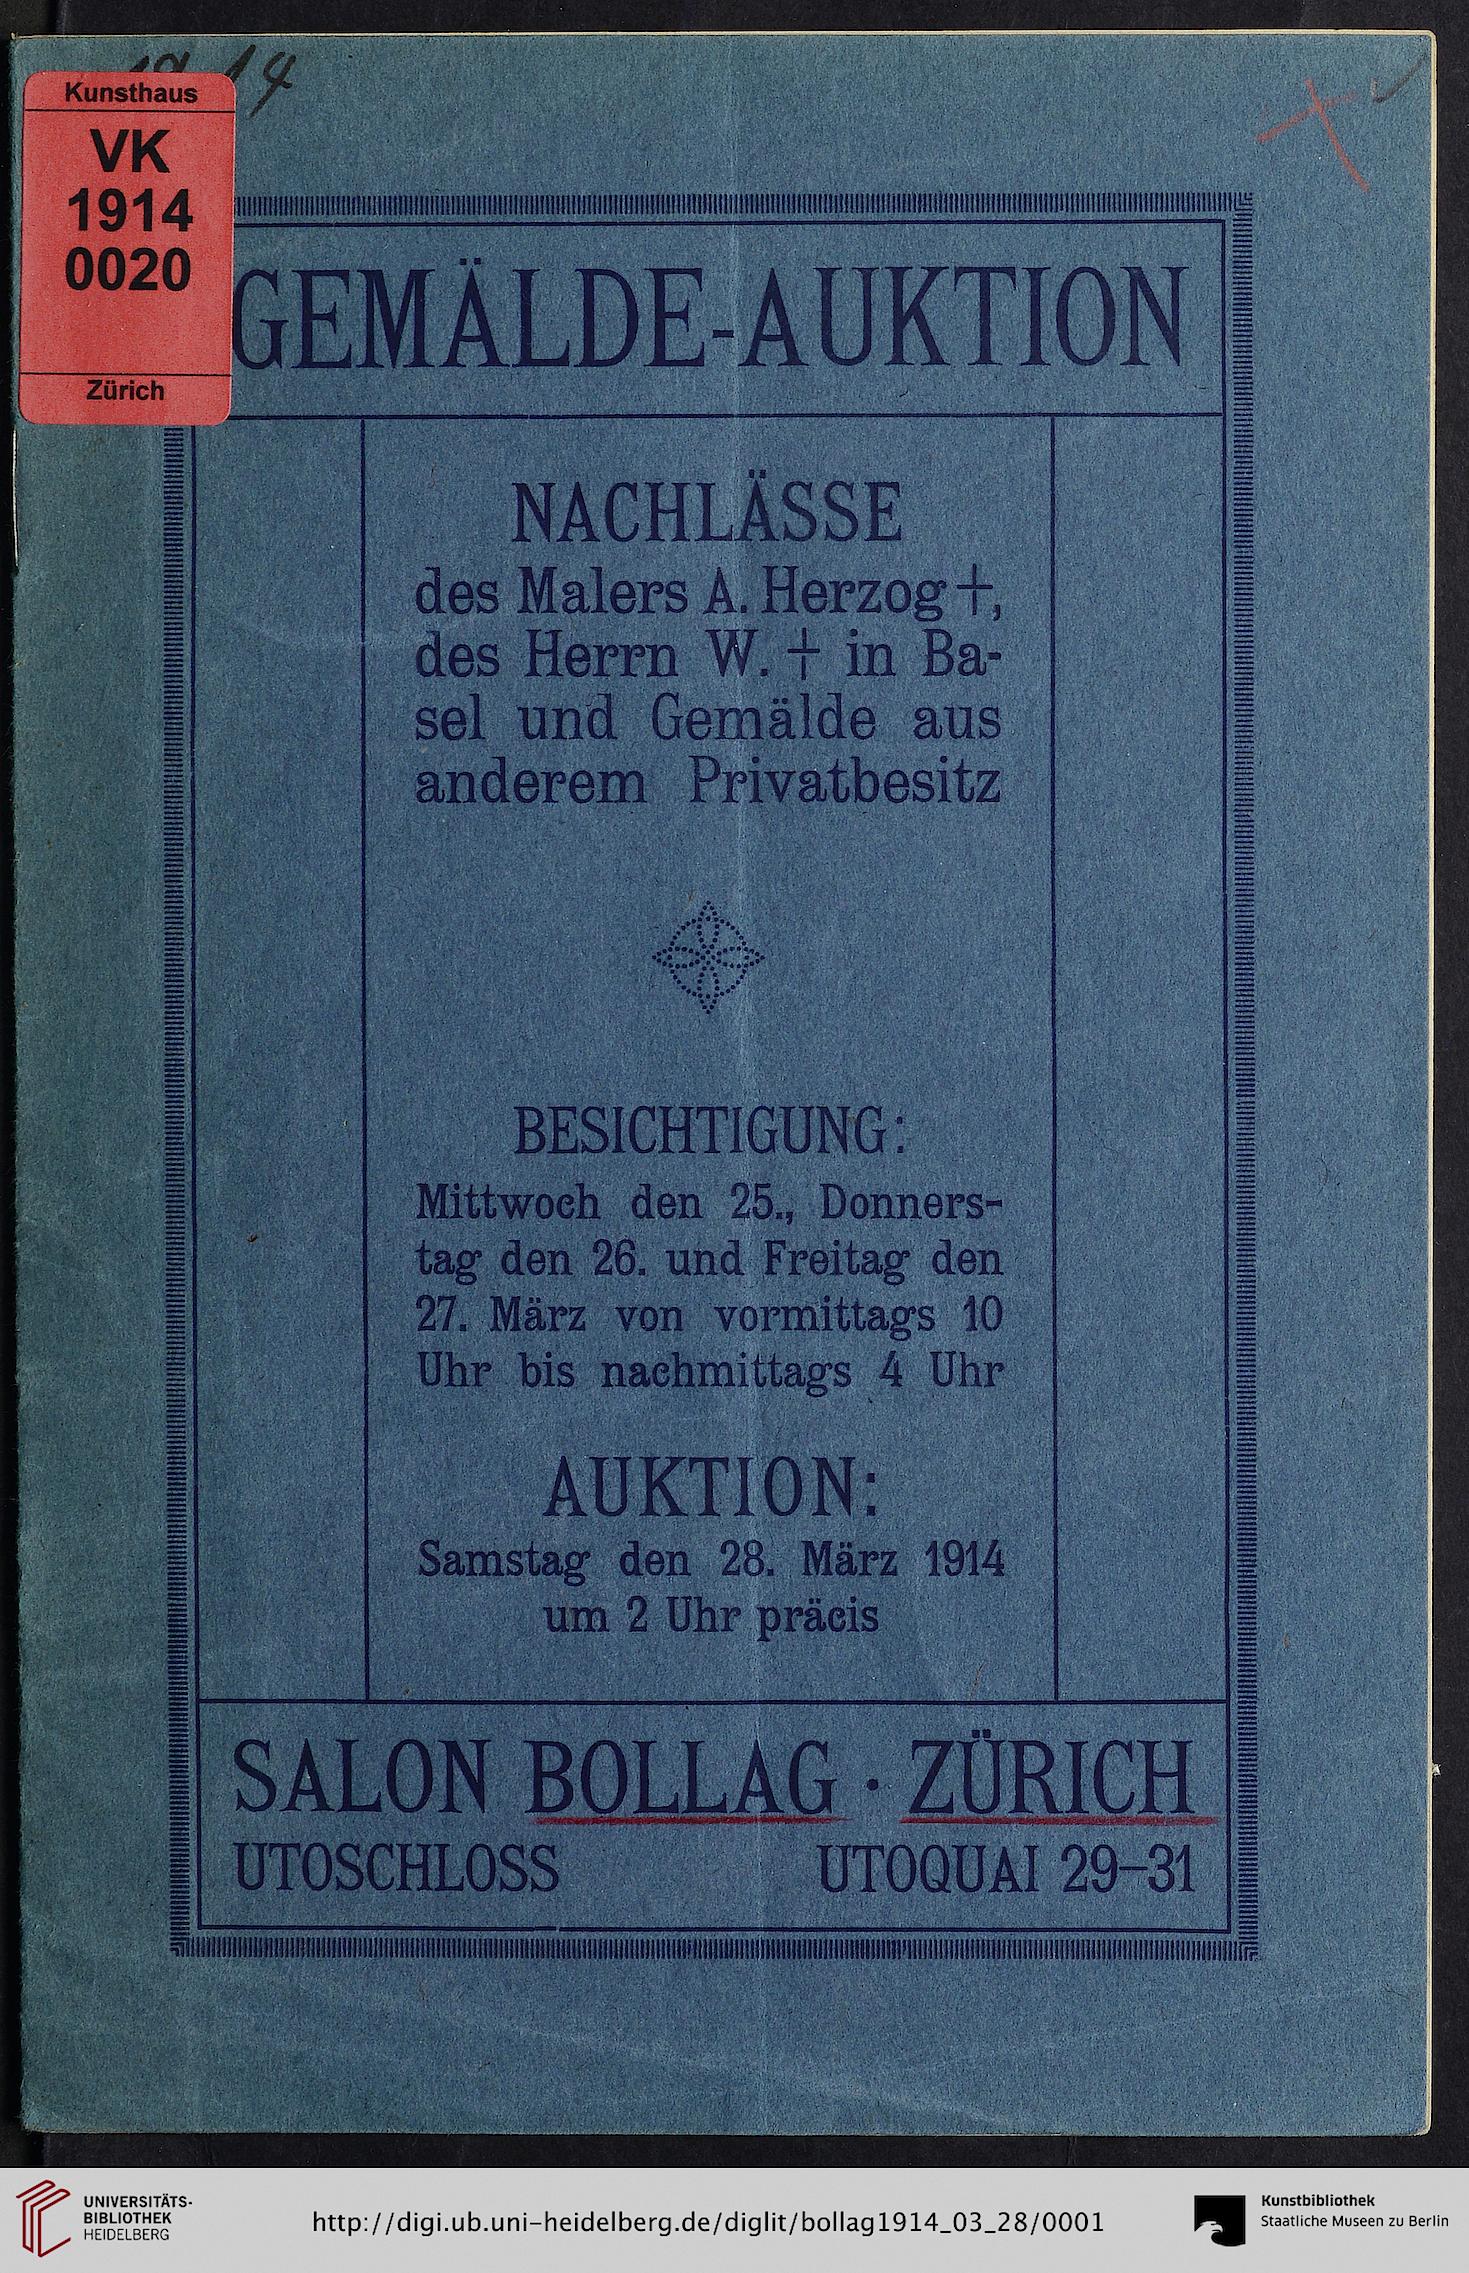 1914
Kunsthaus
VK
1914
0020
Zürich
GEMÄLDE-AUKTION
NACHLÄSSE
des Malers A. Herzog †,
des Herrn W. † in Ba-
sel und Gemälde aus
anderem Privatbesitz
BESICHTIGUNG:
Mittwoch den 25., Donners-
tag den 26. und Freitag den
27. März von vormittags 10
Uhr bis nachmittags 4 Uhr
AUKTION:
Samstag den 28. März 1914
um 2 Uhr präcis
SALON BOLLAG · ZÜRICH
UTOSCHLOSS UTOQUAI 29-31
UNIVERSITÄTS-
BIBLIOTHEK
HEIDELBERG
http://digi.ub.uni-heidelberg.de/diglit/bollag1914_03_28/0001
Kunstbibliothek
Staatliche Museen zu Berlin